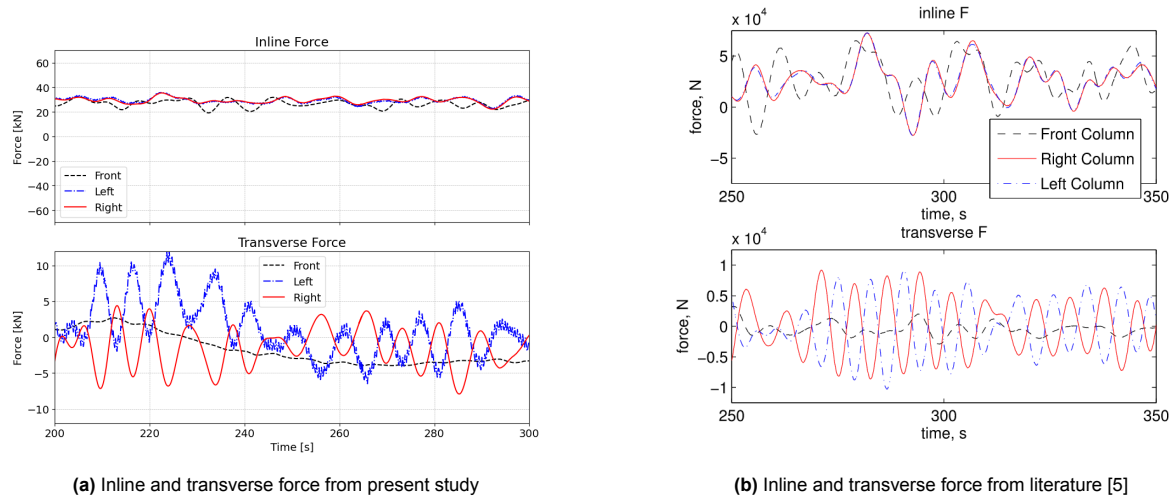 Inline Force
60
40
20
0
−20
−40
−60
Force [kN]
Front
Left
Right
Transverse Force
10
5
0
−5
−10
Force [kN]
Front
Left
Right
200 220 240 260 280 300
Time [s]
(a) Inline and transverse force from present study
x 10⁴
inline F
5
0
−5
force, N
Front Column
Right Column
Left Column
250 300 350
time, s
x 10⁴
transverse F
1
0.5
0
−0.5
−1
force, N
250 300 350
time, s
(b) Inline and transverse force from literature [5]